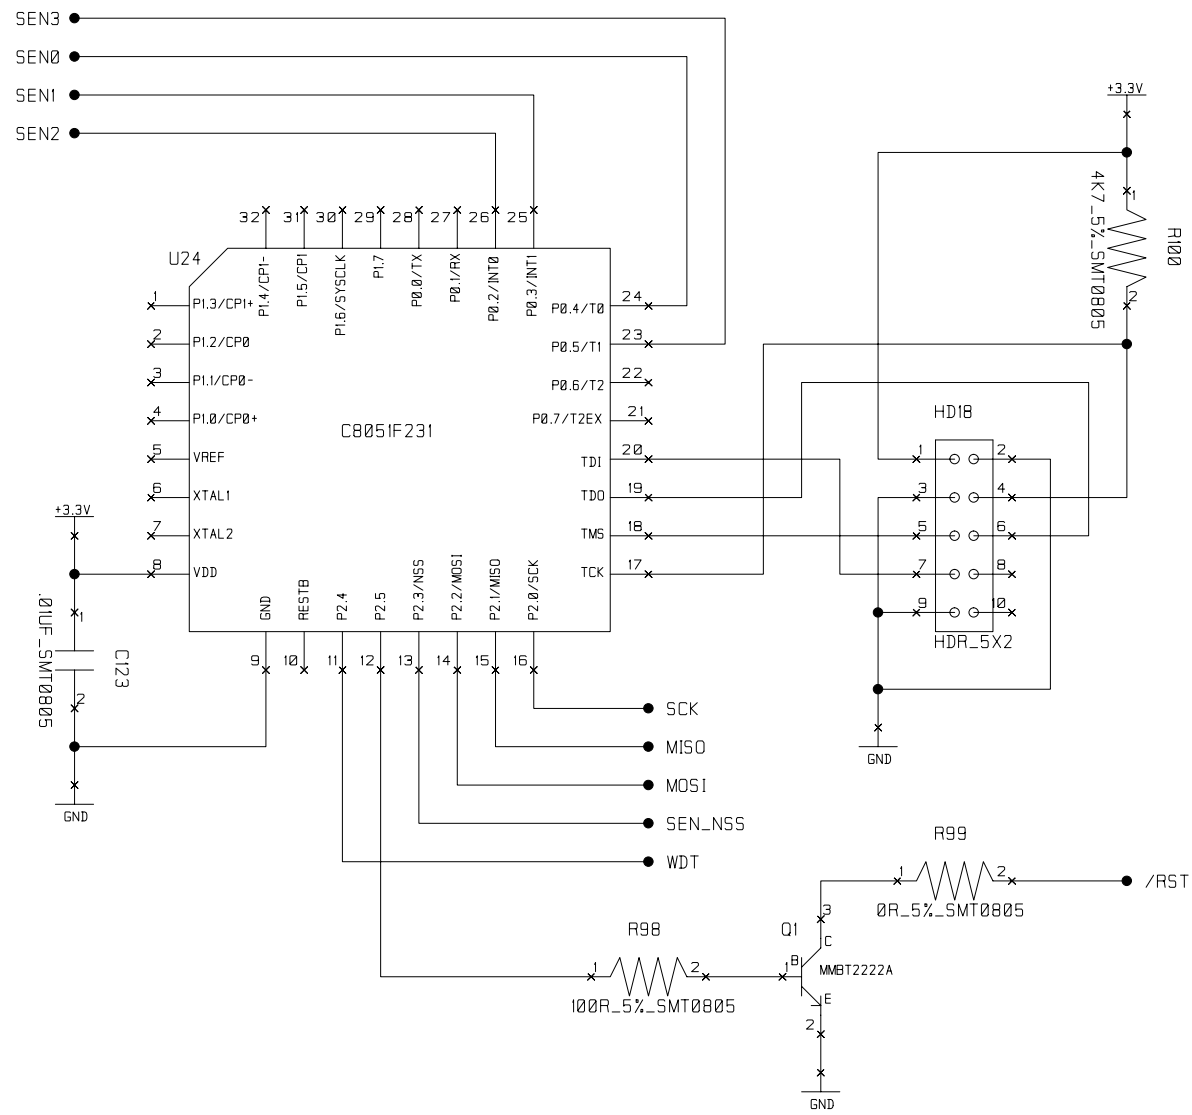 SEN3
SEN0
SEN1
SEN2
+3.3V
1
4K7_5%_SMT0805
R100
2
32 31 30 29 28 27 26 25
U24
P1.4/CP1-
P1.5/CP1
P1.6/SYSCLK
P1.7
P0.0/TX
P0.1/RX
P0.2/INT0
P0.3/INT1
1 P1.3/CP1+
2 P1.2/CP0
3 P1.1/CP0-
4 P1.0/CP0+
5 VREF
6 XTAL1
7 XTAL2
8 VDD
P0.4/T0 24
P0.5/T1 23
P0.6/T2 22
P0.7/T2EX 21
TDI 20
TDO 19
TMS 18
TCK 17
C8051F231
GND
RESTB
P2.4
P2.5
P2.3/NSS
P2.2/MOSI
P2.1/MISO
P2.0/SCK
9 10 11 12 13 14 15 16
HD18
1 2
3 4
5 6
7 8
9 10
HDR_5X2
GND
+3.3V
1
.01UF_SMT0805
C123
2
GND
SCK
MISO
MOSI
SEN_NSS
WDT
R99
1 2
0R_5%_SMT0805
/RST
R98
1 2
100R_5%_SMT0805
Q1
3
C
1 B
MMBT2222A
E
2
GND